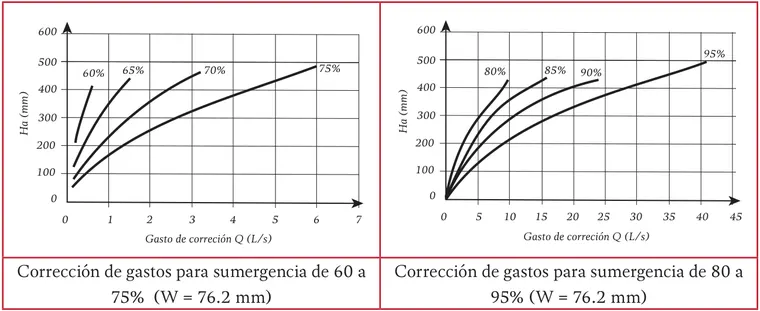 600
500
400
300
200
100
0
Ha (mm)
60%
65%
70%
75%
0 1 2 3 4 5 6 7
Gasto de correción Q (L/s)
Corrección de gastos para sumergencia de 60 a
75% (W = 76.2 mm)
600
500
400
300
200
100
0
Ha (mm)
80%
85%
90%
95%
0 5 10 15 20 25 30 35 40 45
Gasto de correción Q (L/s)
Corrección de gastos para sumergencia de 80 a
95% (W = 76.2 mm)